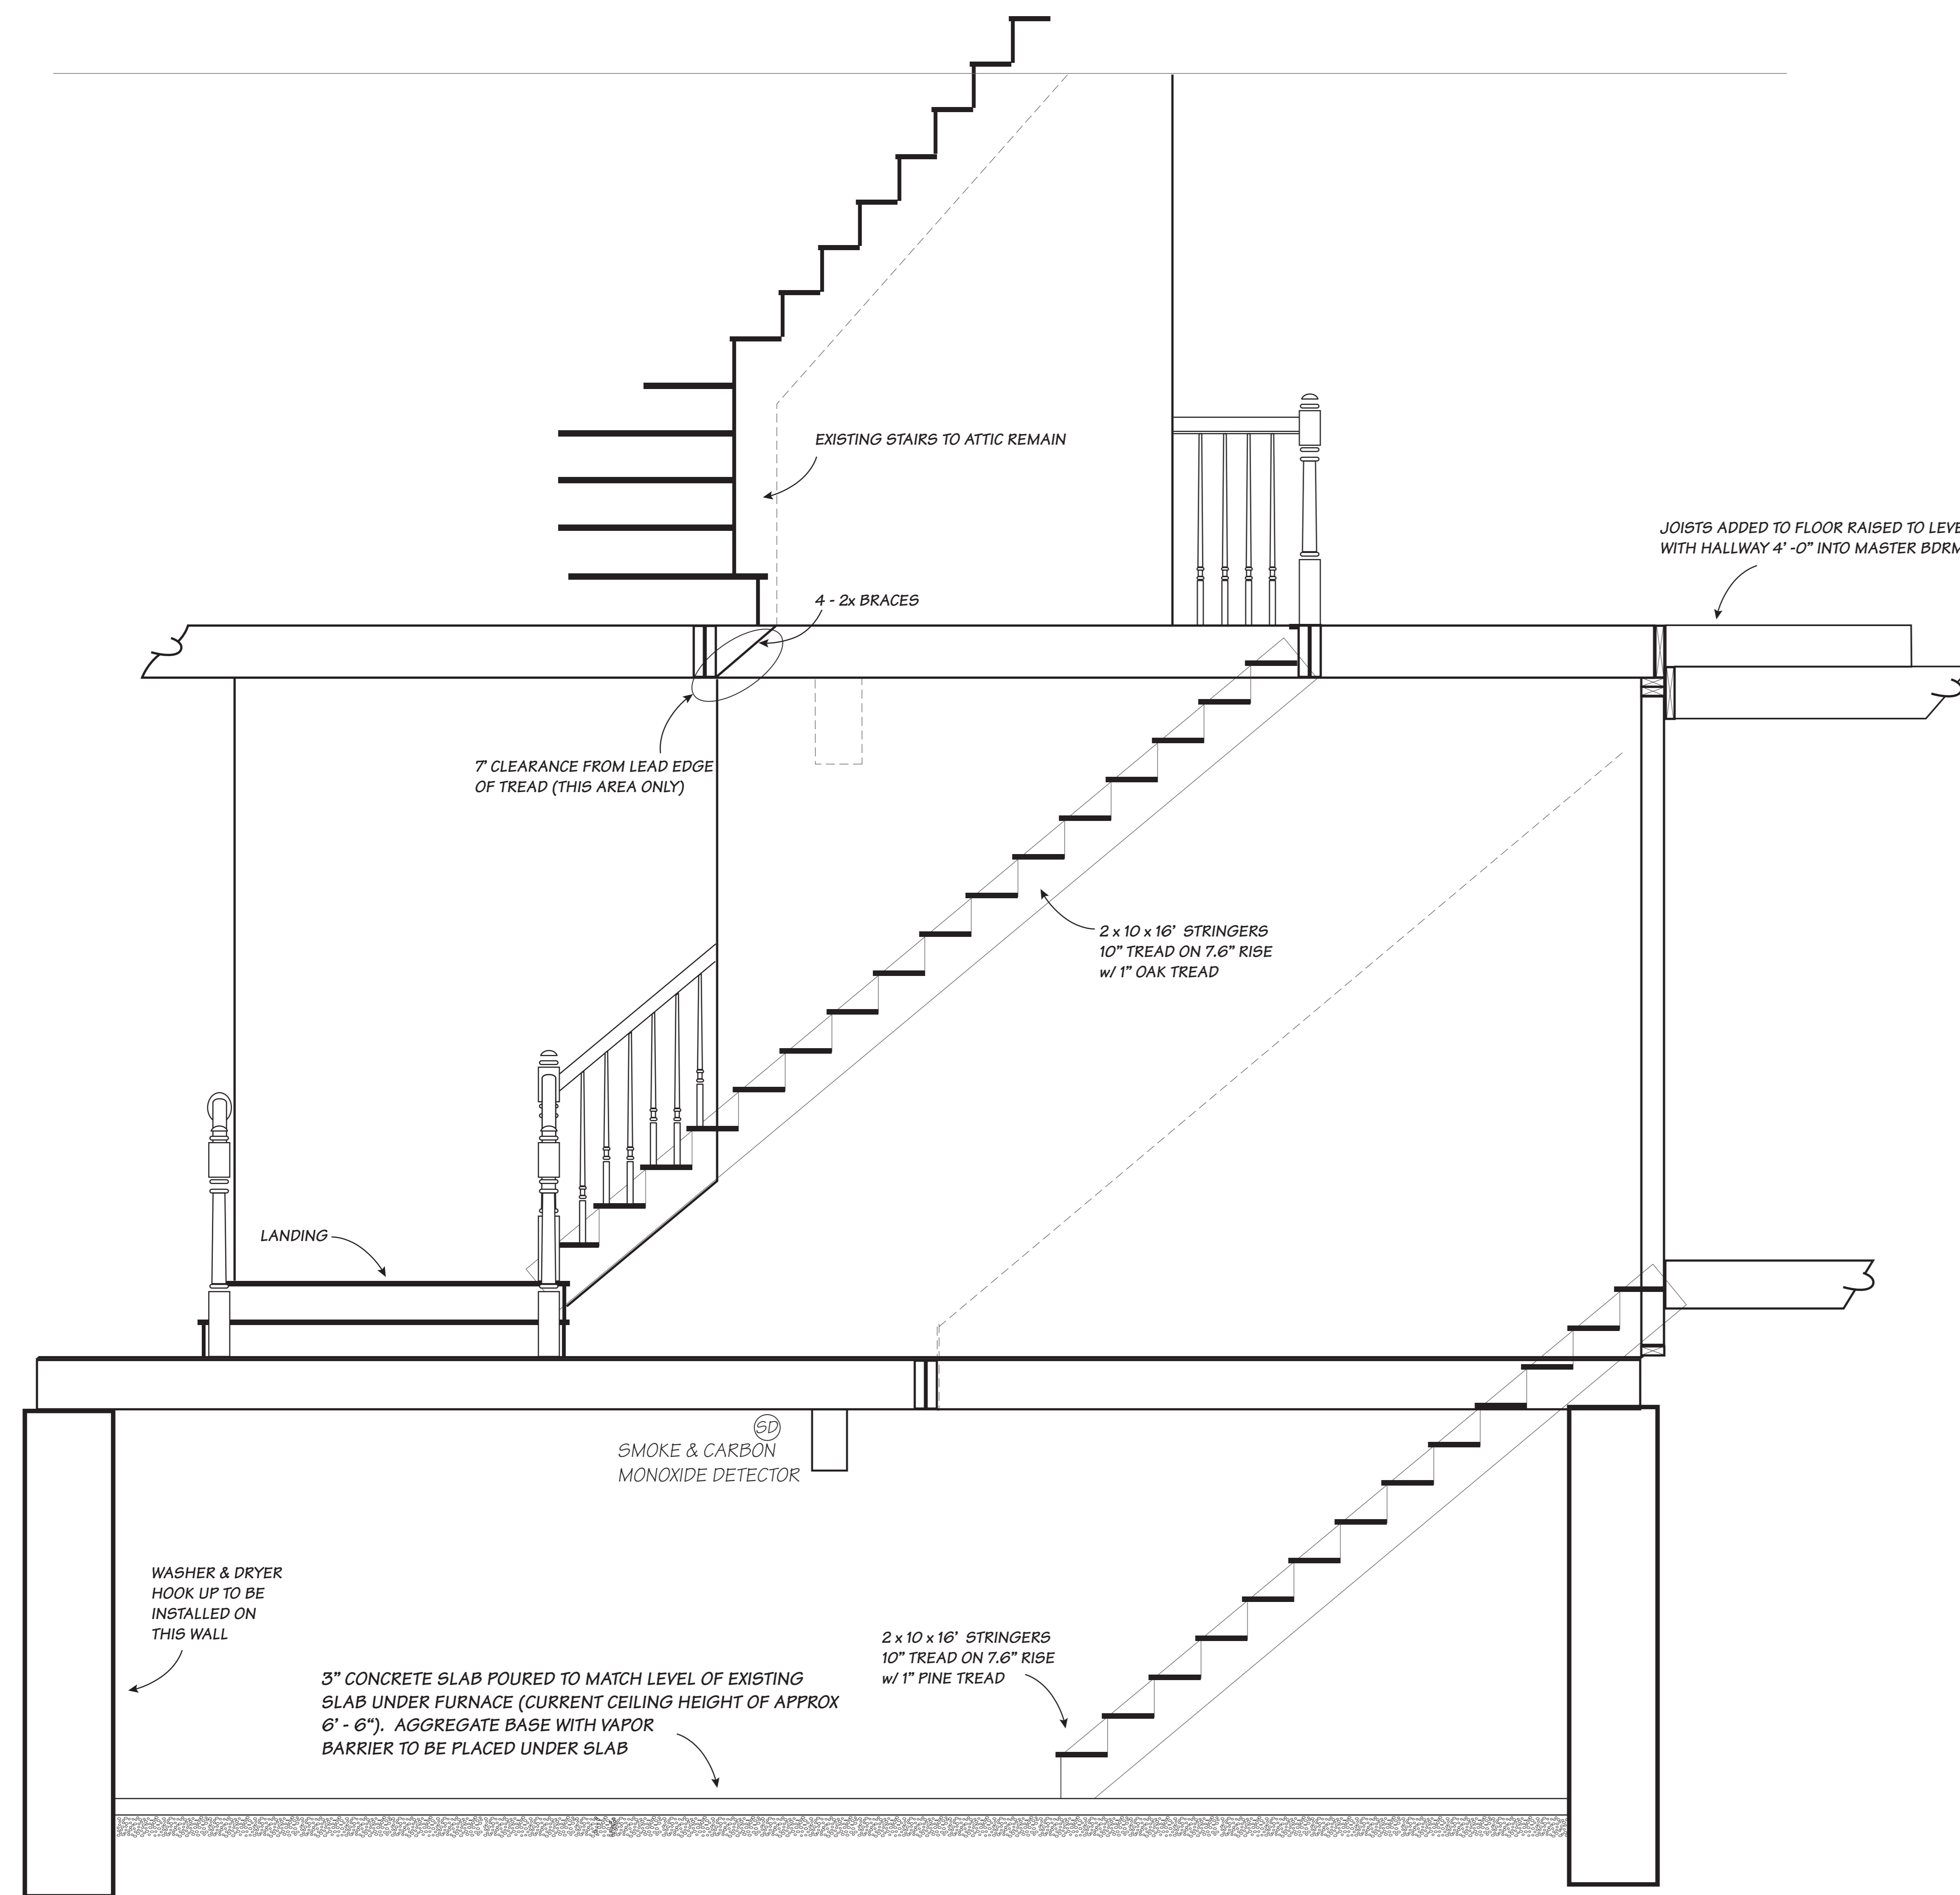 EXISTING STAIRS TO ATTIC REMAIN
JOISTS ADDED TO FLOOR RAISED TO LEVE
WITH HALLWAY 4' -0” INTO MASTER BDRM
4 - 2x BRACES
7' CLEARANCE FROM LEAD EDGE
OF TREAD (THIS AREA ONLY)
2 x 10 x 16' STRINGERS
10” TREAD ON 7.6” RISE
w/ 1” OAK TREAD
LANDING
SD
SMOKE & CARBON
MONOXIDE DETECTOR
WASHER & DRYER
HOOK UP TO BE
INSTALLED ON
THIS WALL
2 x 10 x 16' STRINGERS
10” TREAD ON 7.6” RISE
w/ 1” PINE TREAD
3” CONCRETE SLAB POURED TO MATCH LEVEL OF EXISTING
SLAB UNDER FURNACE (CURRENT CEILING HEIGHT OF APPROX
6' - 6“). AGGREGATE BASE WITH VAPOR
BARRIER TO BE PLACED UNDER SLAB